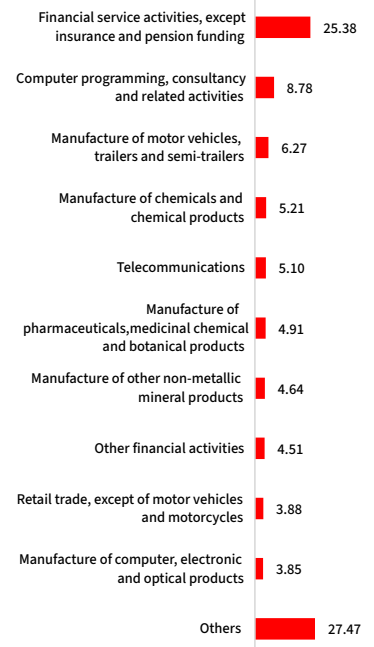 Financial service activities, except
insurance and pension funding
25.38
Computer programming, consultancy
and related activities
8.78
Manufacture of motor vehicles,
trailers and semi-trailers
6.27
Manufacture of chemicals and
chemical products
5.21
Telecommunications
5.10
Manufacture of
pharmaceuticals,medicinal chemical
and botanical products
4.91
Manufacture of other non-metallic
mineral products
4.64
Other financial activities
4.51
Retail trade, except of motor vehicles
and motorcycles
3.88
Manufacture of computer, electronic
and optical products
3.85
Others
27.47